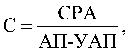 С = СРА / АП-УАП,